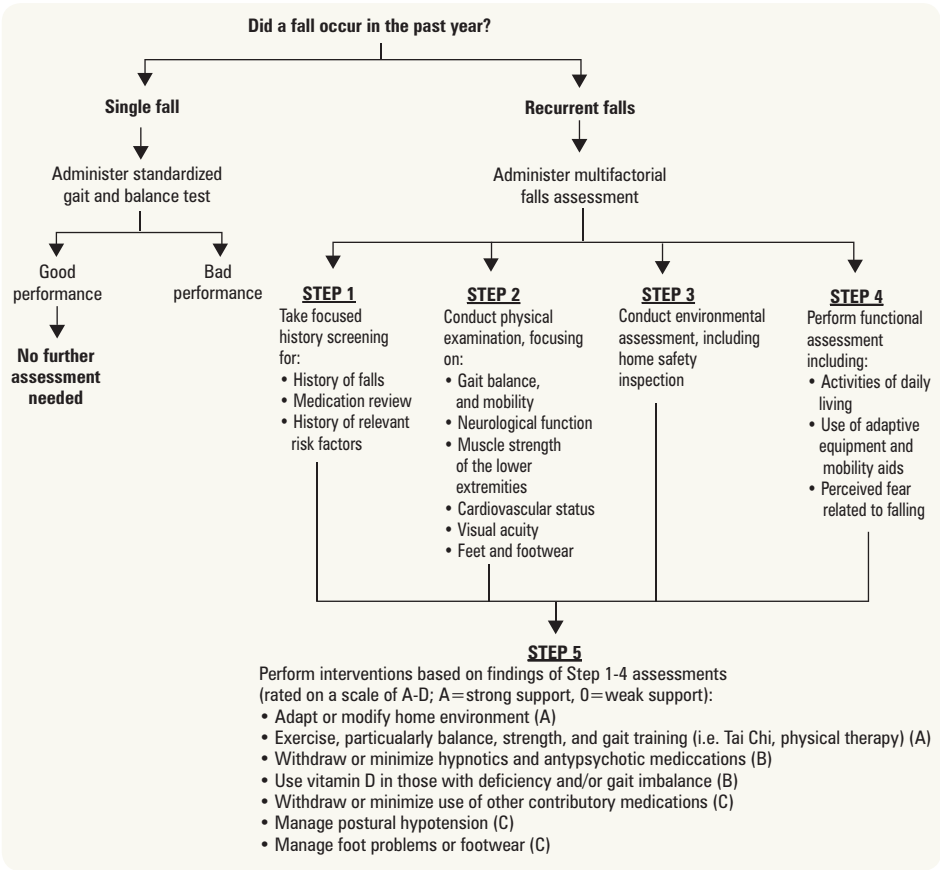 Did a fall occur in the past year?
Single fall
Recurrent falls
Administer standardized
gait and balance test
Administer multifactorial
falls assessment
Good
performance
Bad
performance
No further
assessment
needed
STEP 1
Take focused
history screening
for:
• History of falls
• Medication review
• History of relevant
risk factors
STEP 2
Conduct physical
examination, focusing
on:
• Gait balance,
and mobility
• Neurological function
• Muscle strength
of the lower
extremities
• Cardiovascular status
• Visual acuity
• Feet and footwear
STEP 3
Conduct environmental
assessment, including
home safety
inspection
STEP 4
Perform functional
assessment
including:
• Activities of daily
living
• Use of adaptive
equipment and
mobility aids
• Perceived fear
related to falling
STEP 5
Perform interventions based on findings of Step 1-4 assessments
(rated on a scale of A-D; A=strong support, 0=weak support):
• Adapt or modify home environment (A)
• Exercise, particualarly balance, strength, and gait training (i.e. Tai Chi, physical therapy) (A)
• Withdraw or minimize hypnotics and antypsychotic mediccations (B)
• Use vitamin D in those with deficiency and/or gait imbalance (B)
• Withdraw or minimize use of other contributory medications (C)
• Manage postural hypotension (C)
• Manage foot problems or footwear (C)